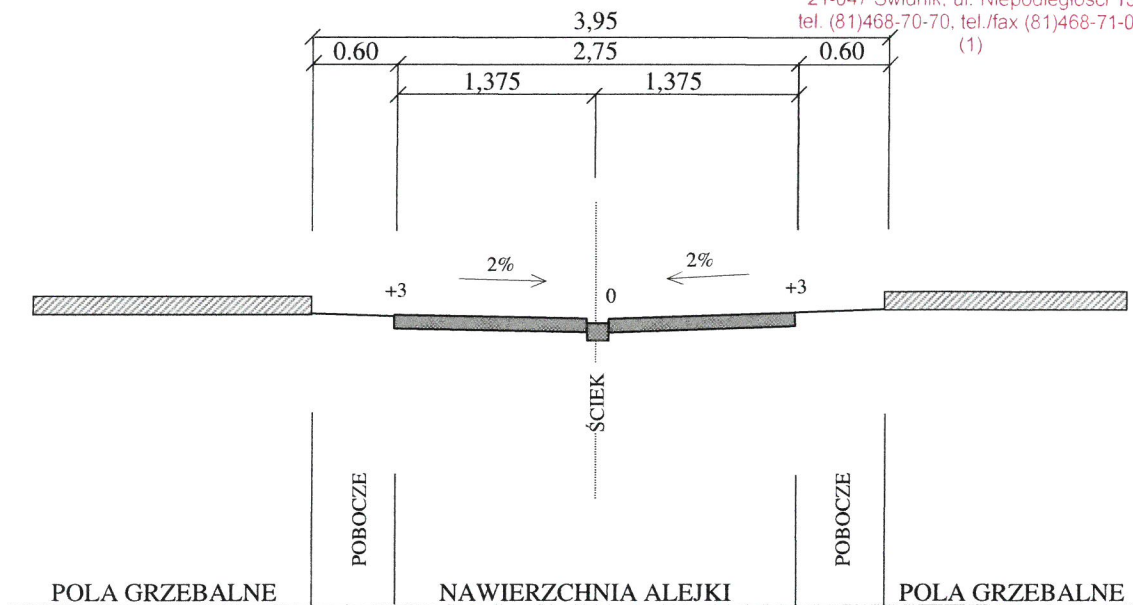 21-047 Świdnik, ul. Niepodległości
tel. (81)468-70-70, tel./fax (81)468-71-0
(1)
3,95
0.60 2,75 0.60
1,375 1,375
2% 2%
+3 0 +3
ŚCIEK
POBOCZE POBOCZE
POLA GRZEBALNE NAWIERZCHNIA ALEJKI POLA GRZEBALNE